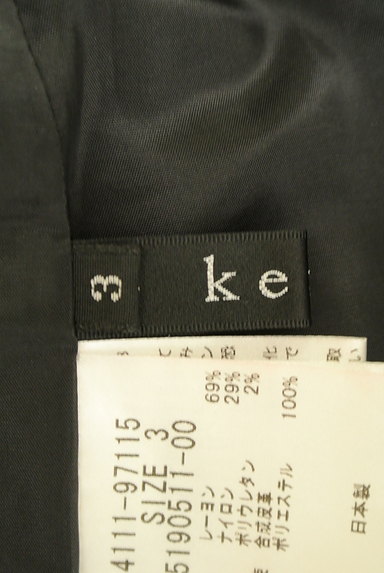 3
k e
4111-97115
SIZE 3
5190511-00
レーヨン 69%
ナイロン 29%
ポリウレタン 2%
合成皮革
ポリエステル 100%
日本製